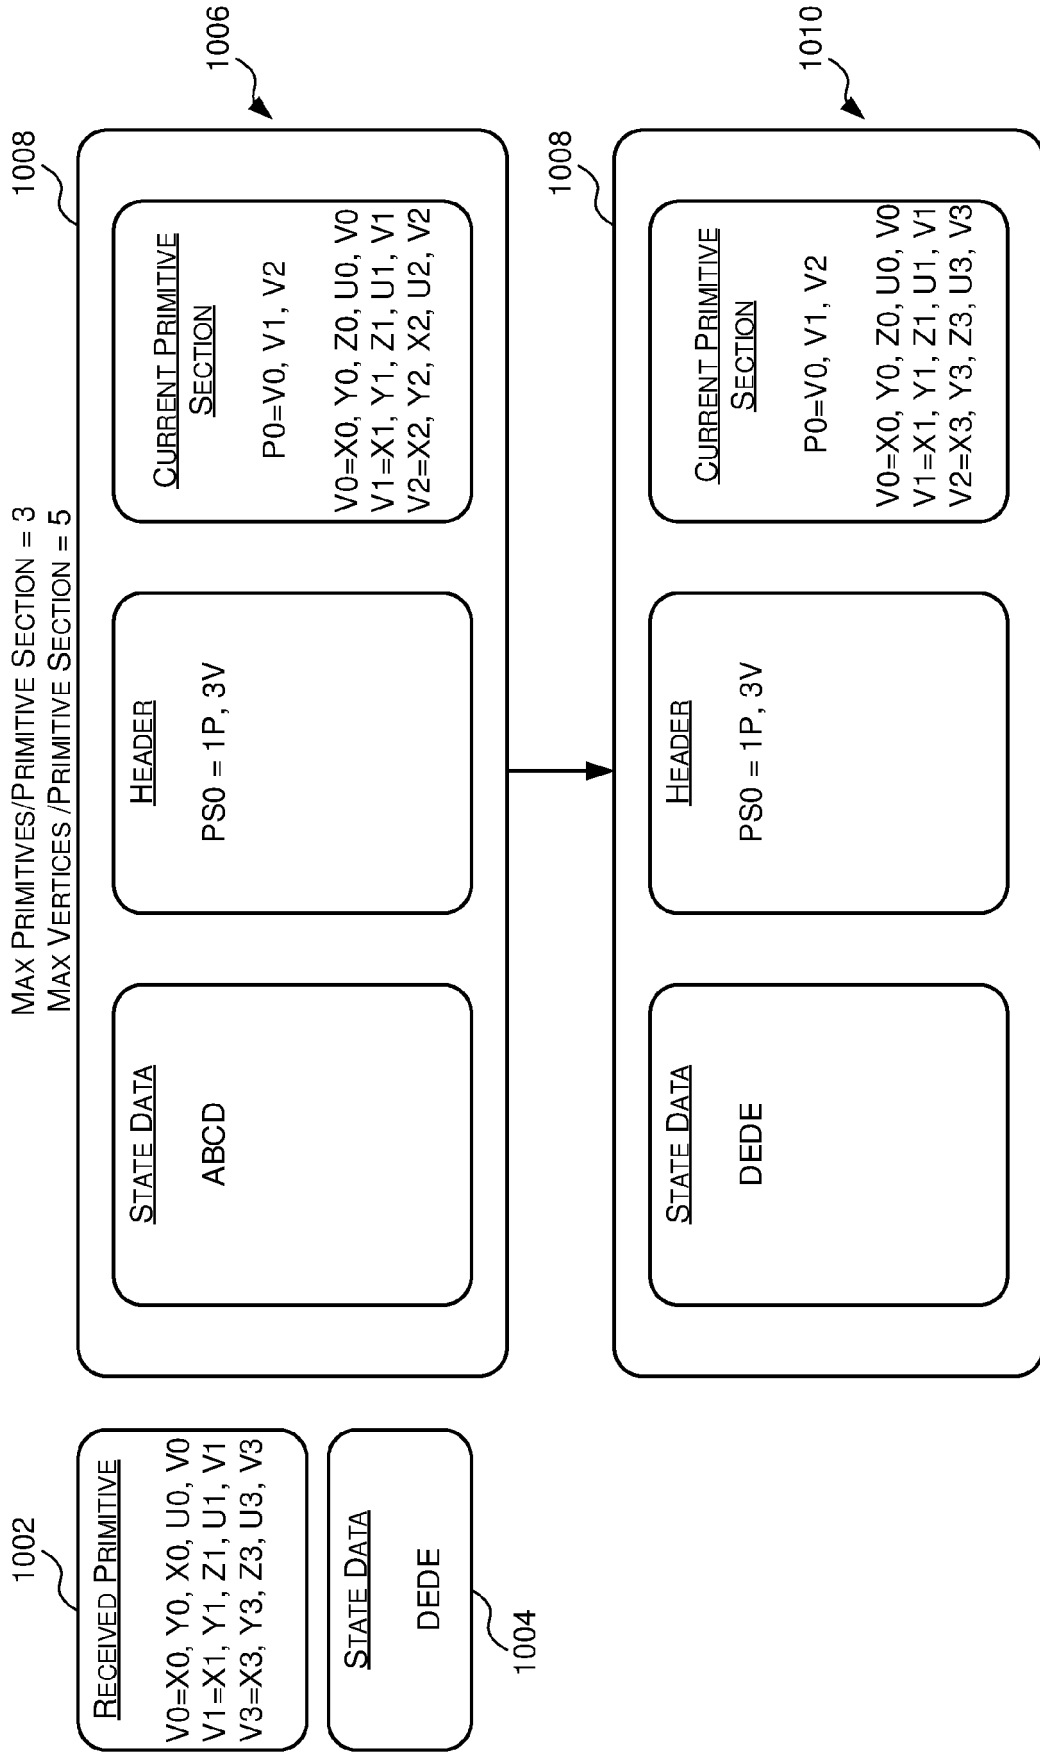 MAX PRIMITIVES/PRIMITIVE SECTION = 3
MAX VERTICES /PRIMITIVE SECTION = 5
1002
RECEIVED PRIMITIVE
V0=X0, Y0, X0, U0, V0
V1=X1, Y1, Z1, U1, V1
V3=X3, Y3, Z3, U3, V3
STATE DATA
DEDE
1004
1008
STATE DATA
ABCD
HEADER
PS0 = 1P, 3V
CURRENT PRIMITIVE
SECTION
P0=V0, V1, V2
V0=X0, Y0, Z0, U0, V0
V1=X1, Y1, Z1, U1, V1
V2=X2, Y2, X2, U2, V2
1006
1008
STATE DATA
DEDE
HEADER
PS0 = 1P, 3V
CURRENT PRIMITIVE
SECTION
P0=V0, V1, V2
V0=X0, Y0, Z0, U0, V0
V1=X1, Y1, Z1, U1, V1
V2=X3, Y3, Z3, U3, V3
1010